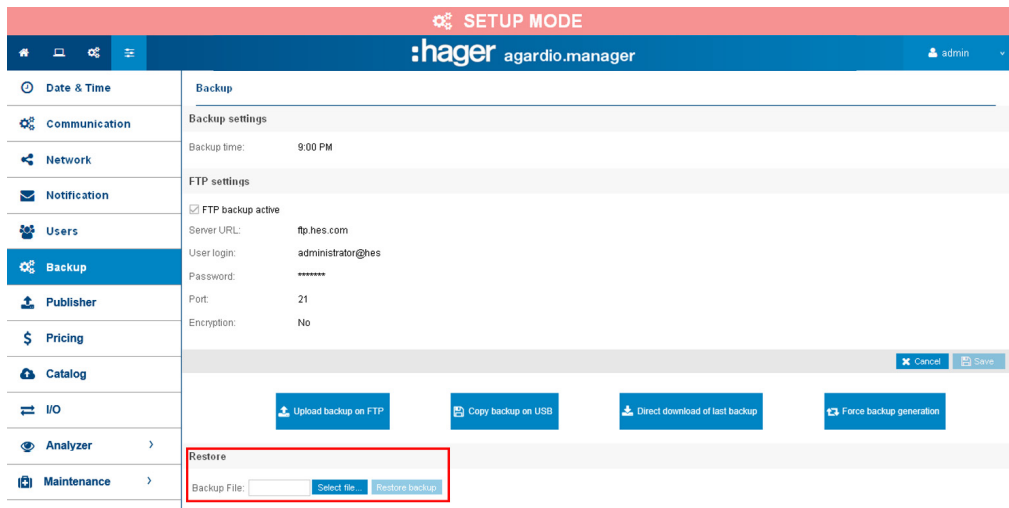 SETUP MODE
:hager agardio.manager
admin
Date & Time
Communication
Network
Notification
Users
Backup
Publisher
Pricing
Catalog
I/O
Analyzer
Maintenance
Backup
Backup settings
Backup time: 9:00 PM
FTP settings
FTP backup active
Server URL: ftp.hes.com
User login: administrator@hes
Password: *******
Port: 21
Encryption: No
Cancel Save
Upload backup on FTP Copy backup on USB Direct download of last backup Force backup generation
Restore
Backup File: Select file... Restore backup